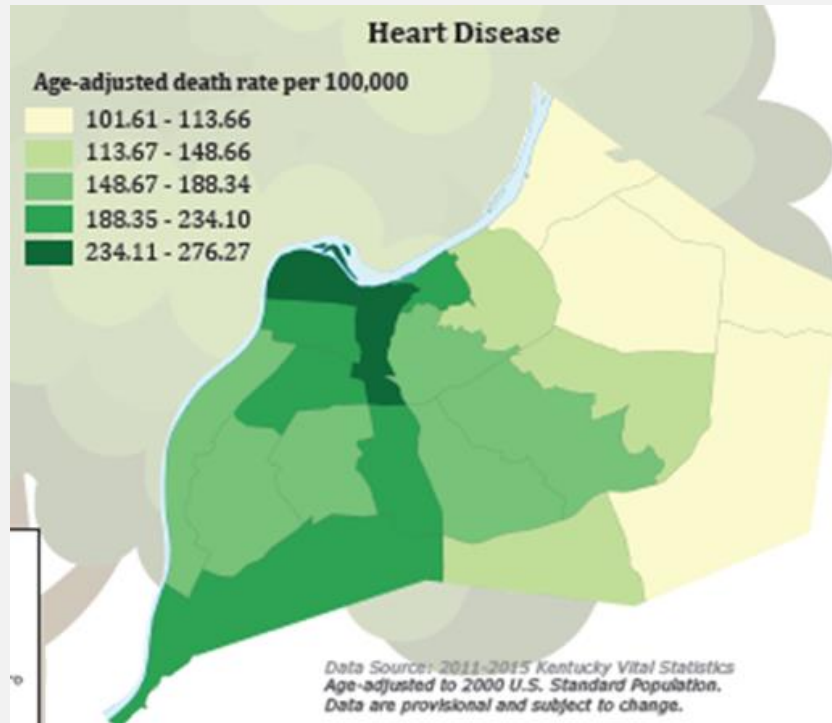 Heart Disease
Age-adjusted death rate per 100,000
101.61 - 113.66
113.67 - 148.66
148.67 - 188.34
188.35 - 234.10
234.11 - 276.27
Data Source: 2011-2015 Kentucky Vital Statistics
Age-adjusted to 2000 U.S. Standard Population.
Data are provisional and subject to change.